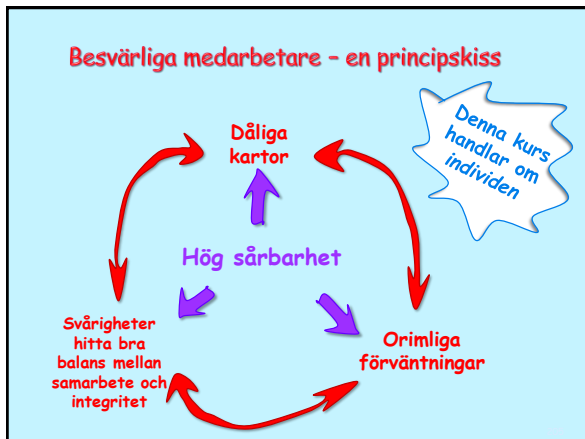 Besvärliga medarbetare – en principskiss
Denna kurs
handlar om
individen
Dåliga
kartor
Hög sårbarhet
Svårigheter
hitta bra
balans mellan
samarbete och
integritet
Orimliga
förväntningar